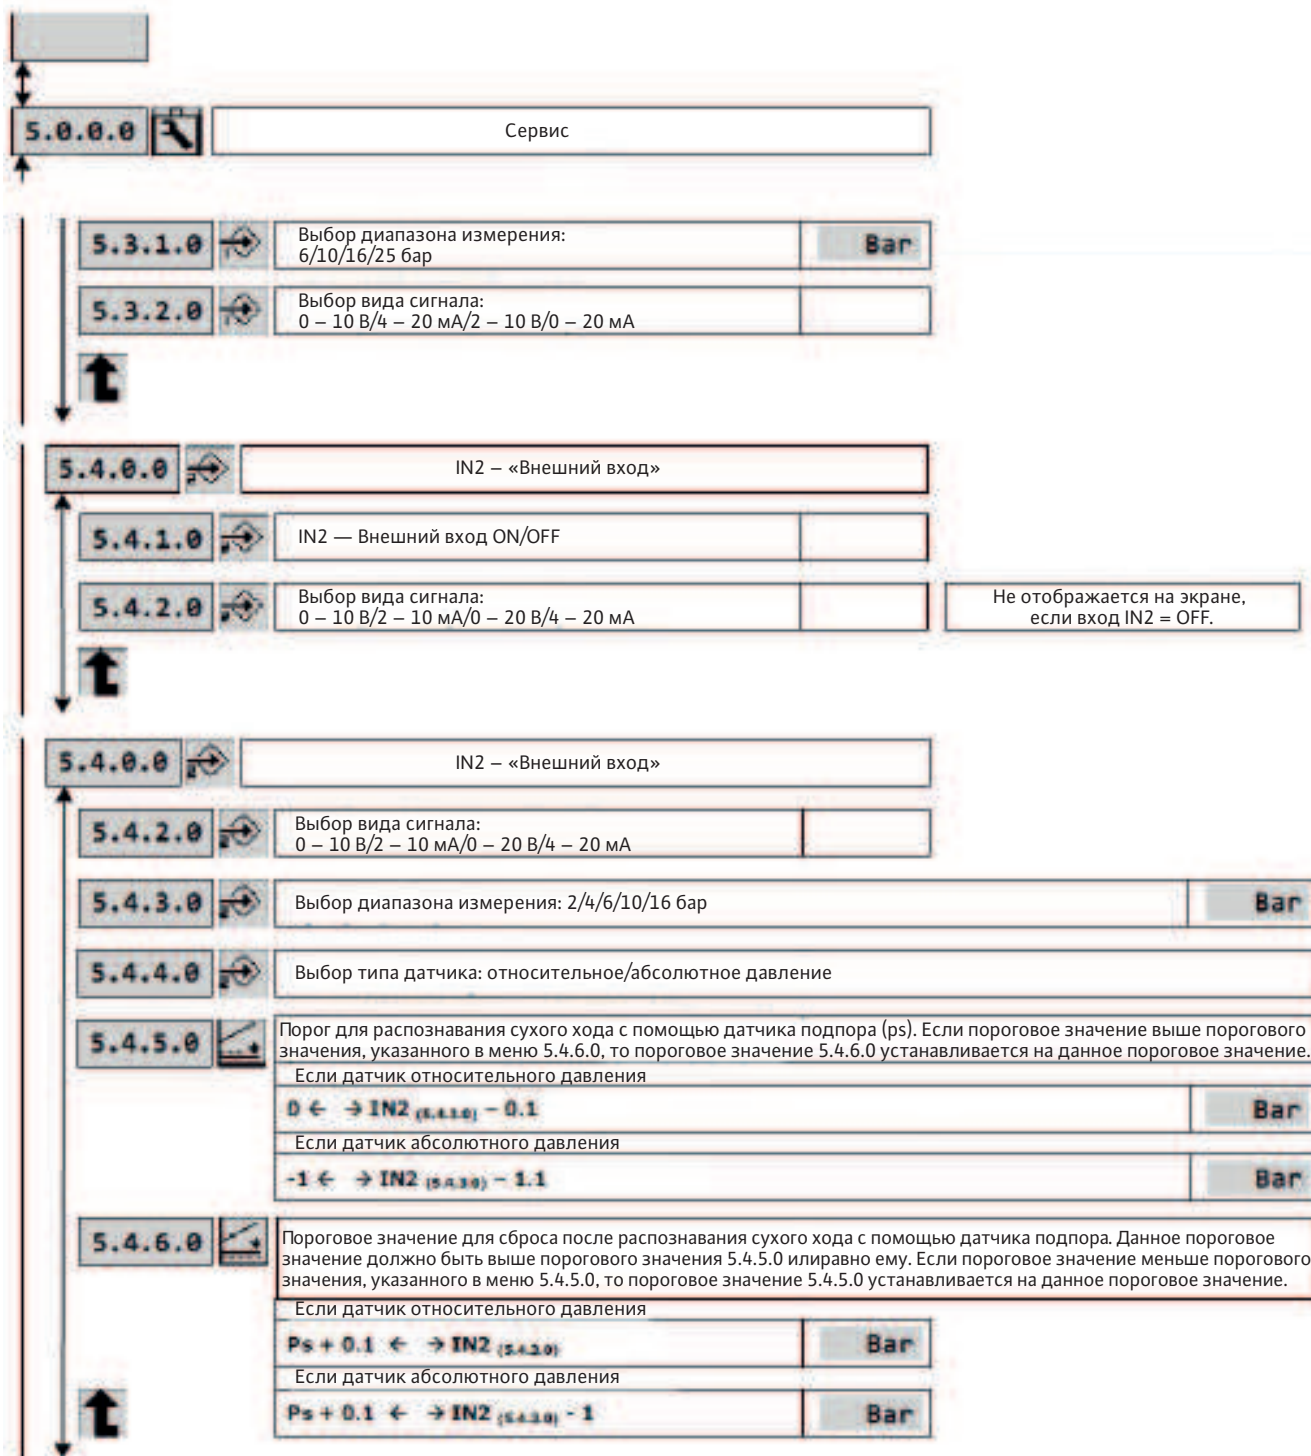 5.0.0.0
Сервис
5.3.1.0
Выбор диапазона измерения:
6/10/16/25 бар
Bar
5.3.2.0
Выбор вида сигнала:
0 – 10 В/4 – 20 мА/2 – 10 В/0 – 20 мА
5.4.0.0
IN2 – «Внешний вход»
5.4.1.0
IN2 — Внешний вход ON/OFF
5.4.2.0
Выбор вида сигнала:
0 – 10 В/2 – 10 мА/0 – 20 В/4 – 20 мА
Не отображается на экране,
если вход IN2 = OFF.
5.4.0.0
IN2 – «Внешний вход»
5.4.2.0
Выбор вида сигнала:
0 – 10 В/2 – 10 мА/0 – 20 В/4 – 20 мА
5.4.3.0
Выбор диапазона измерения: 2/4/6/10/16 бар
Bar
5.4.4.0
Выбор типа датчика: относительное/абсолютное давление
5.4.5.0
Порог для распознавания сухого хода с помощью датчика подпора (ps). Если пороговое значение выше порогового
значения, указанного в меню 5.4.6.0, то пороговое значение 5.4.6.0 устанавливается на данное пороговое значение.
Если датчик относительного давления
0 ← → IN2 (5.4.3.0) – 0.1
Bar
Если датчик абсолютного давления
-1 ← → IN2 (5.4.3.0) – 1.1
Bar
5.4.6.0
Пороговое значение для сброса после распознавания сухого хода с помощью датчика подпора. Данное пороговое
значение должно быть выше порогового значения 5.4.5.0 илиравно ему. Если пороговое значение меньше порогового
значения, указанного в меню 5.4.5.0, то пороговое значение 5.4.5.0 устанавливается на данное пороговое значение.
Если датчик относительного давления
Ps + 0.1 ← → IN2 (5.4.3.0)
Bar
Если датчик абсолютного давления
Ps + 0.1 ← → IN2 (5.4.3.0) - 1
Bar